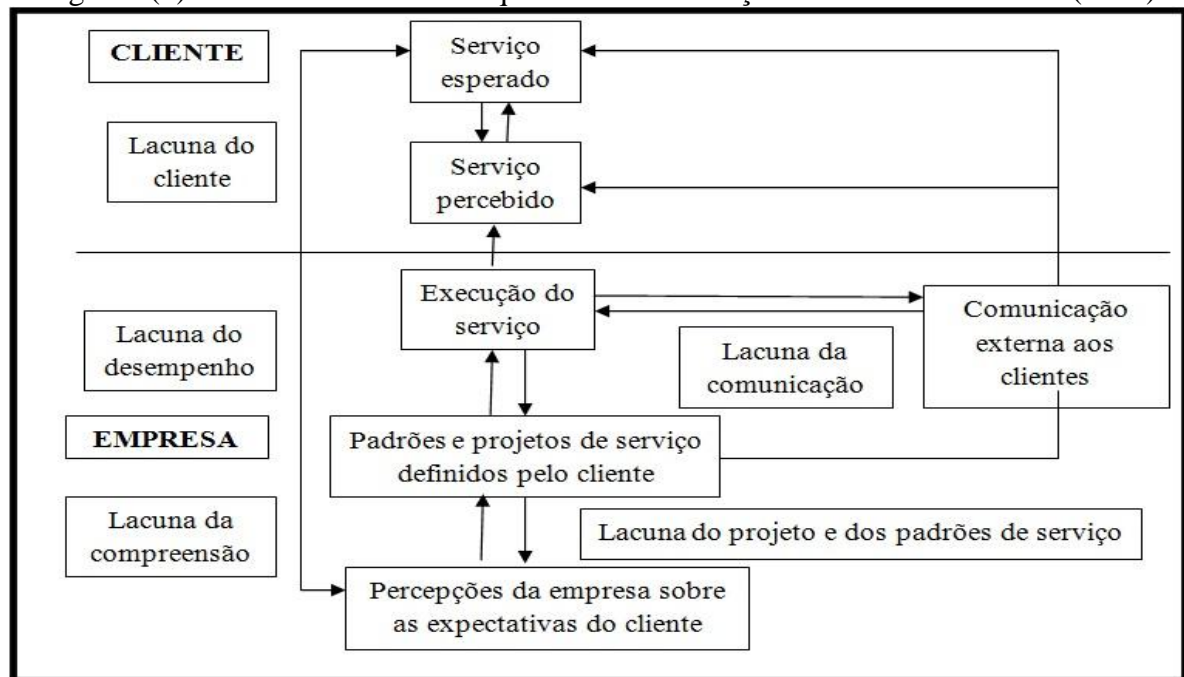 CLIENTE
Serviço
esperado
Lacuna do
cliente
Serviço
percebido
Execução do
serviço
Comunicação
externa aos
clientes
Lacuna do
desempenho
Lacuna da
comunicação
EMPRESA
Padrões e projetos de serviço
definidos pelo cliente
Lacuna da
compreensão
Lacuna do projeto e dos padrões de serviço
Percepções da empresa sobre
as expectativas do cliente